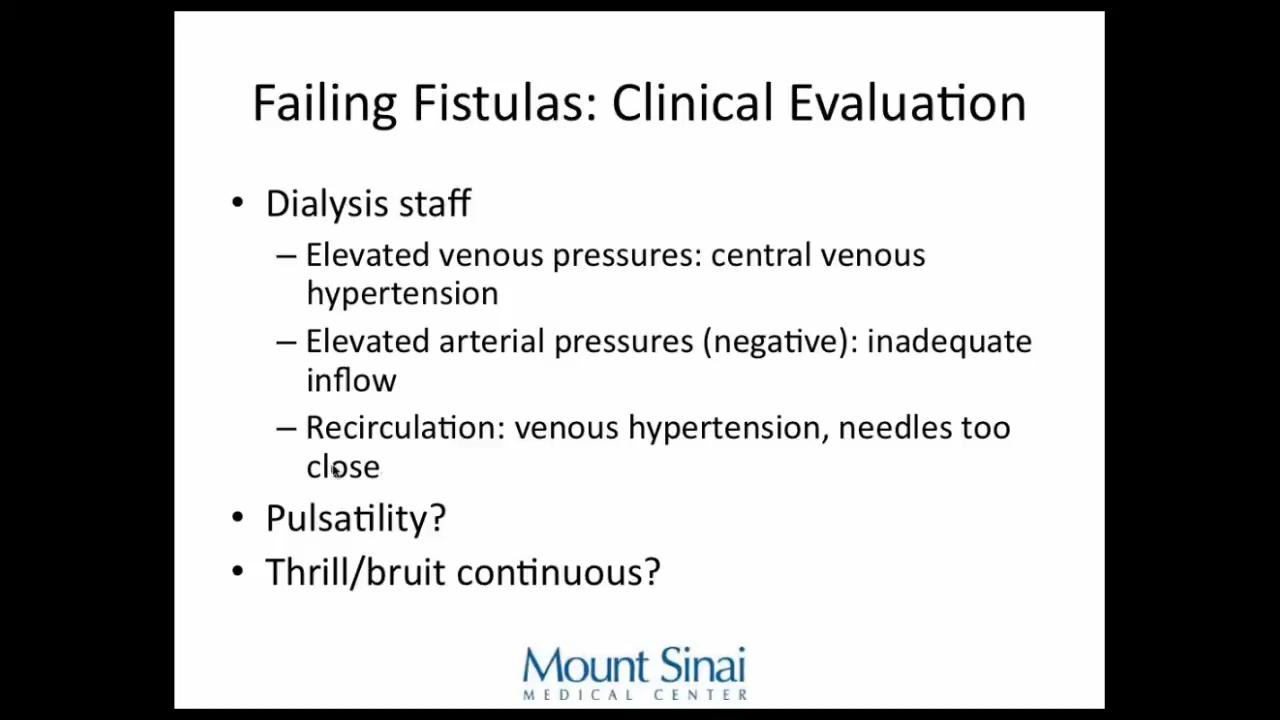 Failing Fistulas: Clinical Evaluation
• Dialysis staff
– Elevated venous pressures: central venous
hypertension
– Elevated arterial pressures (negative): inadequate
inflow
– Recirculation: venous hypertension, needles too
close
• Pulsatility?
• Thrill/bruit continuous?
Mount Sinai
MEDICAL CENTER